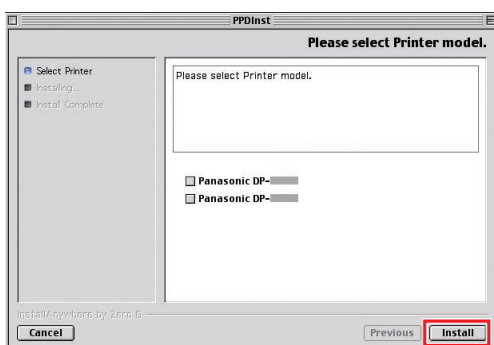 PPDInst
Please select Printer model.
Select Printer
Installing...
Install Complete
Please select Printer model.
Panasonic DP-
Panasonic DP-
InstallAnywhere by Zero G
Cancel
Previous
Install